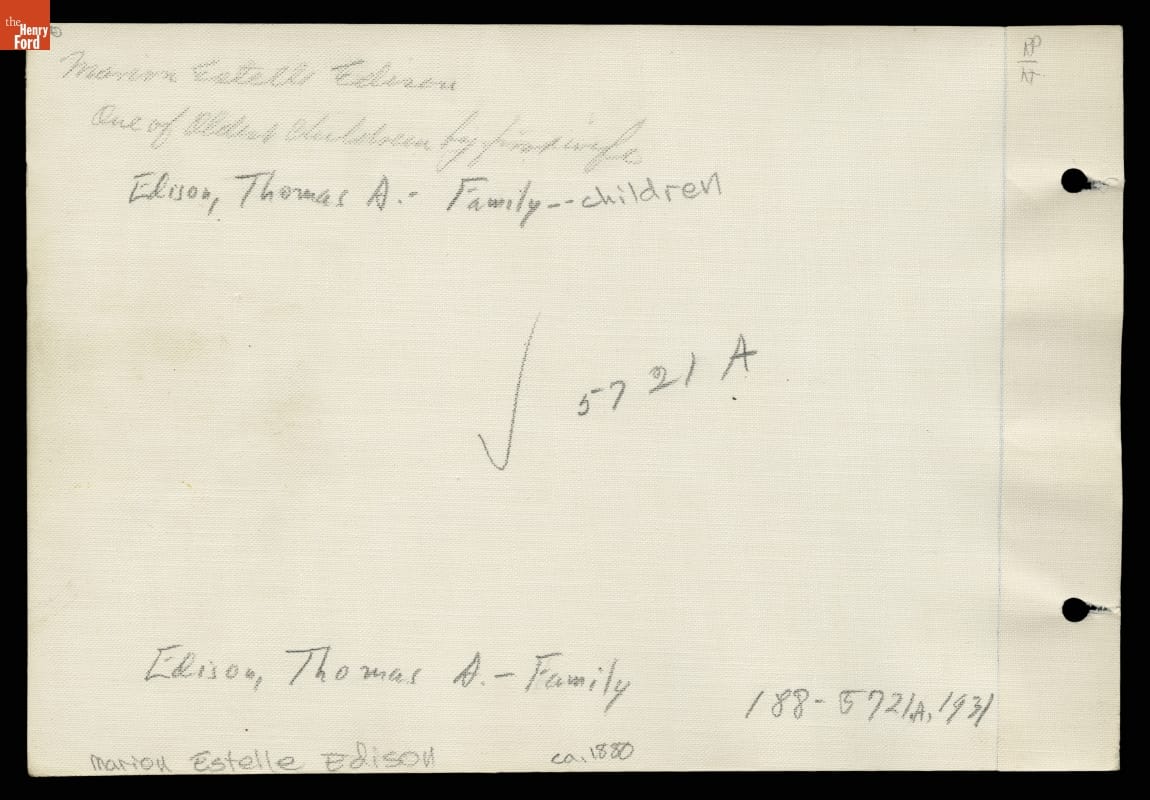 the
Henry
Ford
Marion Estelle Edison
One of Oldest Children by first wife
Edison, Thomas A.- Family--children
5721 A
Edison, Thomas A. - Family
188- 5721A, 1931
Marion Estelle Edison ca. 1880